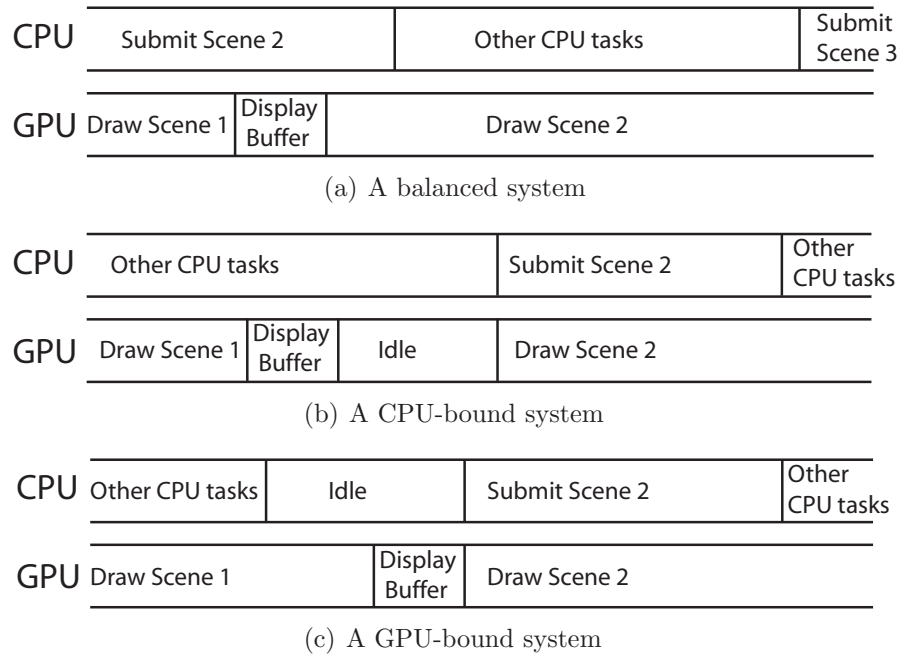 CPU Submit Scene 2 Other CPU tasks Submit
Scene 3
GPU Draw Scene 1 Display
Buffer Draw Scene 2
(a) A balanced system
CPU Other CPU tasks Submit Scene 2 Other
CPU tasks
GPU Draw Scene 1 Display
Buffer Idle Draw Scene 2
(b) A CPU-bound system
CPU Other CPU tasks Idle Submit Scene 2 Other
CPU tasks
GPU Draw Scene 1 Display
Buffer Draw Scene 2
(c) A GPU-bound system